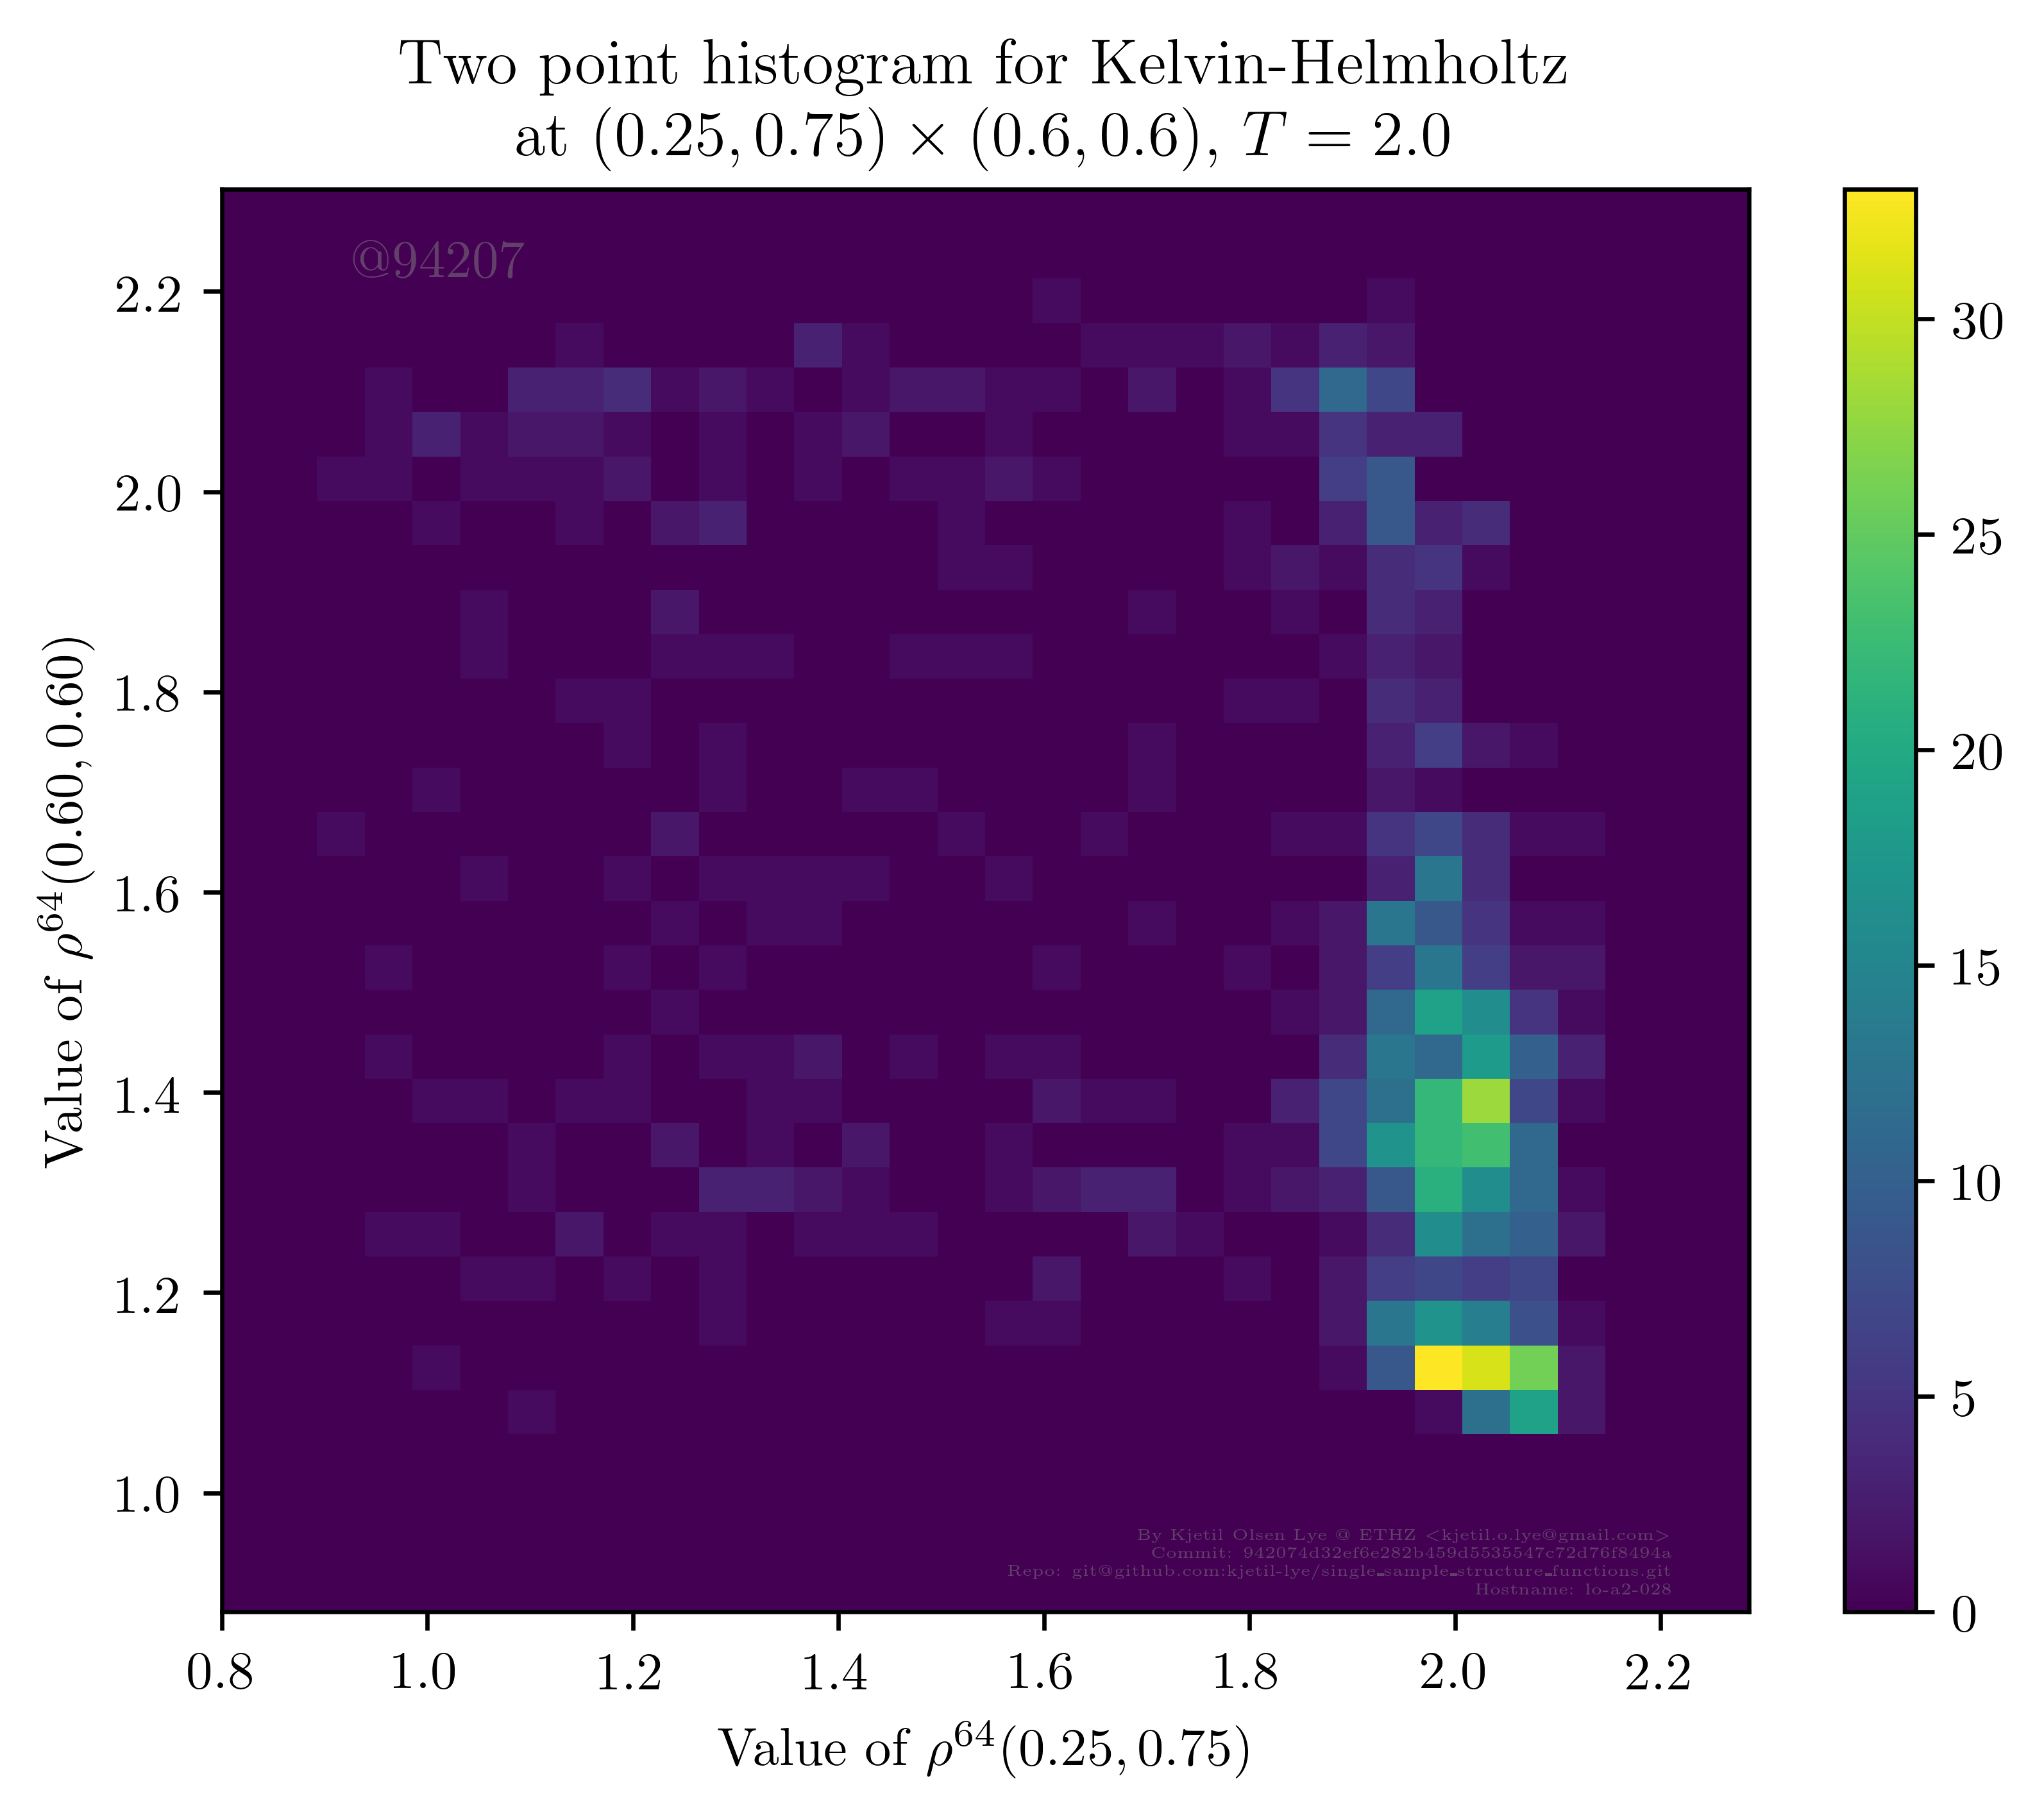 Two point histogram for Kelvin-Helmholtz
at (0.25, 0.75) × (0.6, 0.6), T = 2.0
@94207
2.2
2.0
1.8
1.6
1.4
1.2
1.0
Value of ρ^64(0.60, 0.60)
30
25
20
15
10
5
0
By Kjetil Olsen Lye @ ETHZ <kjetil.o.lye@gmail.com>
Commit: 942074d32ef6e282b459d5535547c72d76f8494a
Repo: git@github.com:kjetil-lye/single_sample_structure_functions.git
Hostname: lo-a2-028
0.8 1.0 1.2 1.4 1.6 1.8 2.0 2.2
Value of ρ^64(0.25, 0.75)